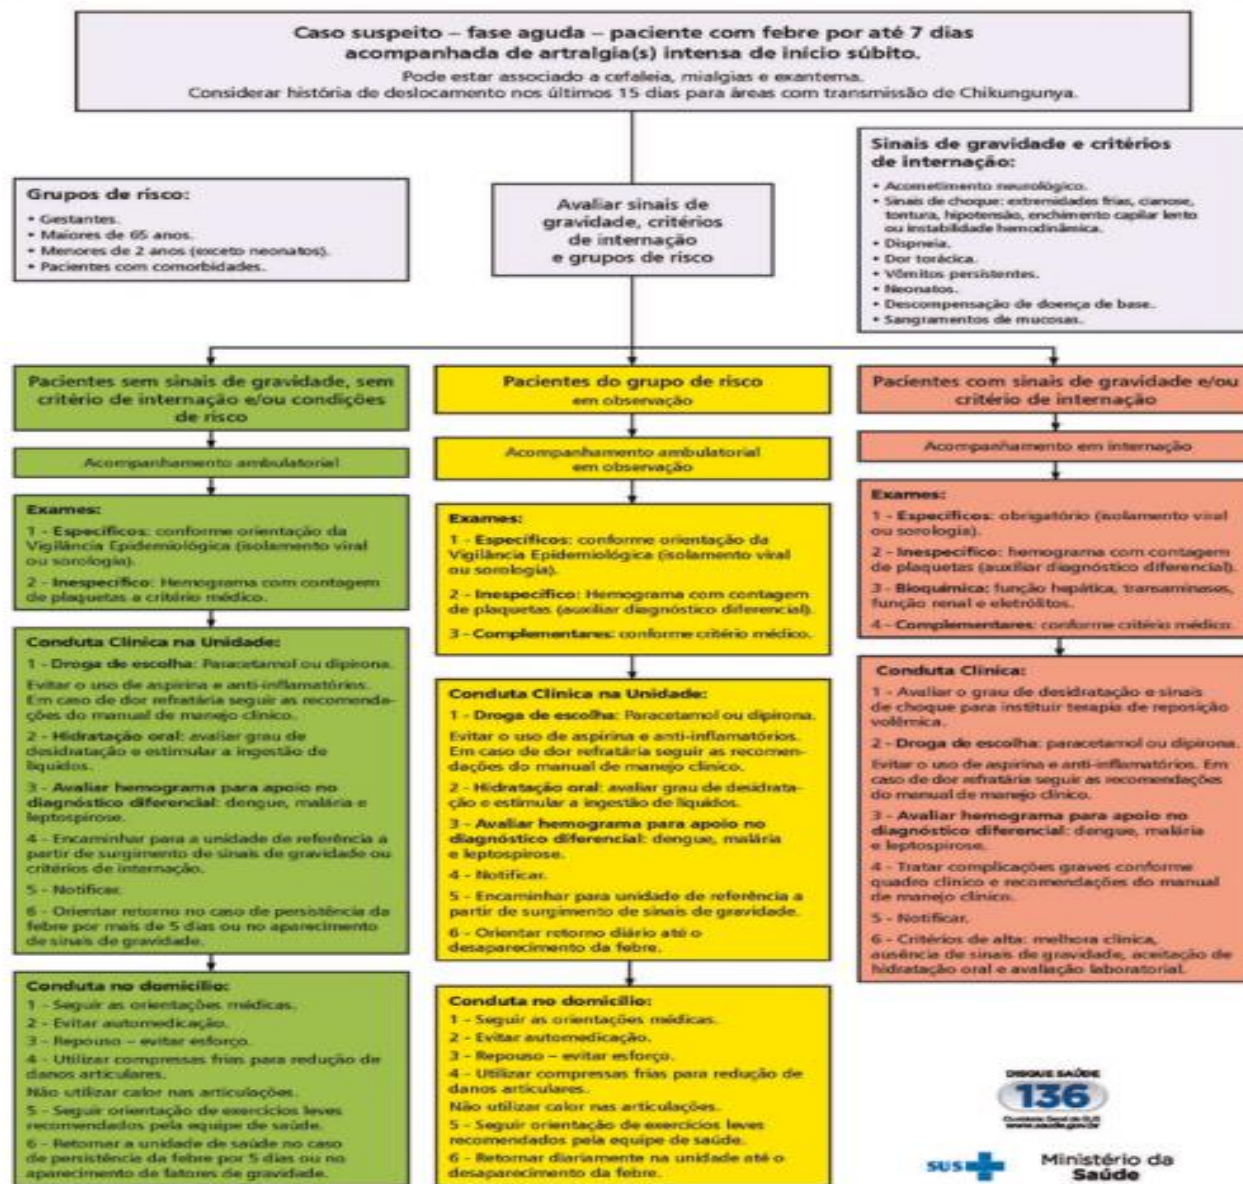 Caso suspeito – fase aguda – paciente com febre por até 7 dias
acompanhada de artralgia(s) intensa de início súbito.
Pode estar associado a cefaleia, mialgias e exantema.
Considerar história de deslocamento nos últimos 15 dias para áreas com transmissão de Chikungunya.
Grupos de risco:
• Gestantes.
• Maiores de 65 anos.
• Menores de 2 anos (exceto neonatos).
• Pacientes com comorbidades.
Avaliar sinais de
gravidade, critérios
de internação
e grupos de risco
Sinais de gravidade e critérios
de internação:
• Acometimento neurológico.
• Sinais de choque: extremidades frias, cianose,
tontura, hipotensão, enchimento capilar lento
ou instabilidade hemodinâmica.
• Dispneia.
• Dor torácica.
• Vômitos persistentes.
• Neonatos.
• Descompensação de doença de base.
• Sangramentos de mucosas.
Pacientes sem sinais de gravidade, sem
critério de internação e/ou condições
de risco
Acompanhamento ambulatorial
Exames:
1 - Específicos: conforme orientação da
Vigilância Epidemiológica (isolamento viral
ou sorologia).
2 - Inespecífico: Hemograma com contagem
de plaquetas a critério médico.
Conduta Clínica na Unidade:
1 - Droga de escolha: Paracetamol ou dipirona.
Evitar o uso de aspirina e anti-inflamatórios.
Em caso de dor refratária seguir as recomenda-
ções do manual de manejo clínico.
2 - Hidratação oral: avaliar grau de
desidratação e estimular a ingestão de
líquidos.
3 - Avaliar hemograma para apoio no
diagnóstico diferencial: dengue, malária e
leptospirose.
4 - Encaminhar para a unidade de referência a
partir de surgimento de sinais de gravidade ou
critérios de internação.
5 - Notificar.
6 - Orientar retorno no caso de persistência da
febre por mais de 5 dias ou no aparecimento
de sinais de gravidade.
Conduta no domicílio:
1 - Seguir as orientações médicas.
2 - Evitar automedicação.
3 - Repouso – evitar esforço.
4 - Utilizar compressas frias para redução de
danos articulares.
Não utilizar calor nas articulações.
5 - Seguir orientação de exercícios leves
recomendados pela equipe de saúde.
6 - Retornar a unidade de saúde no caso
de persistência da febre por 5 dias ou no
aparecimento de fatores de gravidade.
Pacientes do grupo de risco
em observação
Acompanhamento ambulatorial
em observação
Exames:
1 - Específicos: conforme orientação da
Vigilância Epidemiológica (isolamento viral
ou sorologia).
2 - Inespecífico: Hemograma com contagem
de plaquetas (auxiliar diagnóstico diferencial).
3 - Complementares: conforme critério médico.
Conduta Clínica na Unidade:
1 - Droga de escolha: Paracetamol ou dipirona.
Evitar o uso de aspirina e anti-inflamatórios.
Em caso de dor refratária seguir as recomen-
dações do manual de manejo clínico.
2 - Hidratação oral: avaliar grau de desidrata-
ção e estimular a ingestão de líquidos.
3 - Avaliar hemograma para apoio no
diagnóstico diferencial: dengue, malária
e leptospirose.
4 - Notificar.
5 - Encaminhar para unidade de referência a
partir de surgimento de sinais de gravidade.
6 - Orientar retorno diário até o
desaparecimento da febre.
Conduta no domicílio:
1 - Seguir as orientações médicas.
2 - Evitar automedicação.
3 - Repouso – evitar esforço.
4 - Utilizar compressas frias para redução de
danos articulares.
Não utilizar calor nas articulações.
5 - Seguir orientação de exercícios leves
recomendados pela equipe de saúde.
6 - Retornar diariamente na unidade até o
desaparecimento da febre.
Pacientes com sinais de gravidade e/ou
critério de internação
Acompanhamento em internação
Exames:
1 - Específicos: obrigatório (isolamento viral
ou sorologia).
2 - Inespecífico: hemograma com contagem
de plaquetas (auxiliar diagnóstico diferencial).
3 - Bioquímica: função hepática, transaminases,
função renal e eletrólitos.
4 - Complementares: conforme critério médico.
Conduta Clínica:
1 - Avaliar o grau de desidratação e sinais
de choque para instituir terapia de reposição
volêmica.
2 - Droga de escolha: paracetamol ou dipirona.
Evitar o uso de aspirina e anti-inflamatórios. Em
caso de dor refratária seguir as recomendações
do manual de manejo clínico.
3 - Avaliar hemograma para apoio no
diagnóstico diferencial: dengue, malária
e leptospirose.
4 - Tratar complicações graves conforme
quadro clínico e recomendações do manual
de manejo clínico.
5 - Notificar.
6 - Critérios de alta: melhora clínica,
ausência de sinais de gravidade, aceitação de
hidratação oral e avaliação laboratorial.
DISQUE SAÚDE
136
Ouvidoria Geral do SUS
www.saude.gov.br
SUS
Ministério da
Saúde